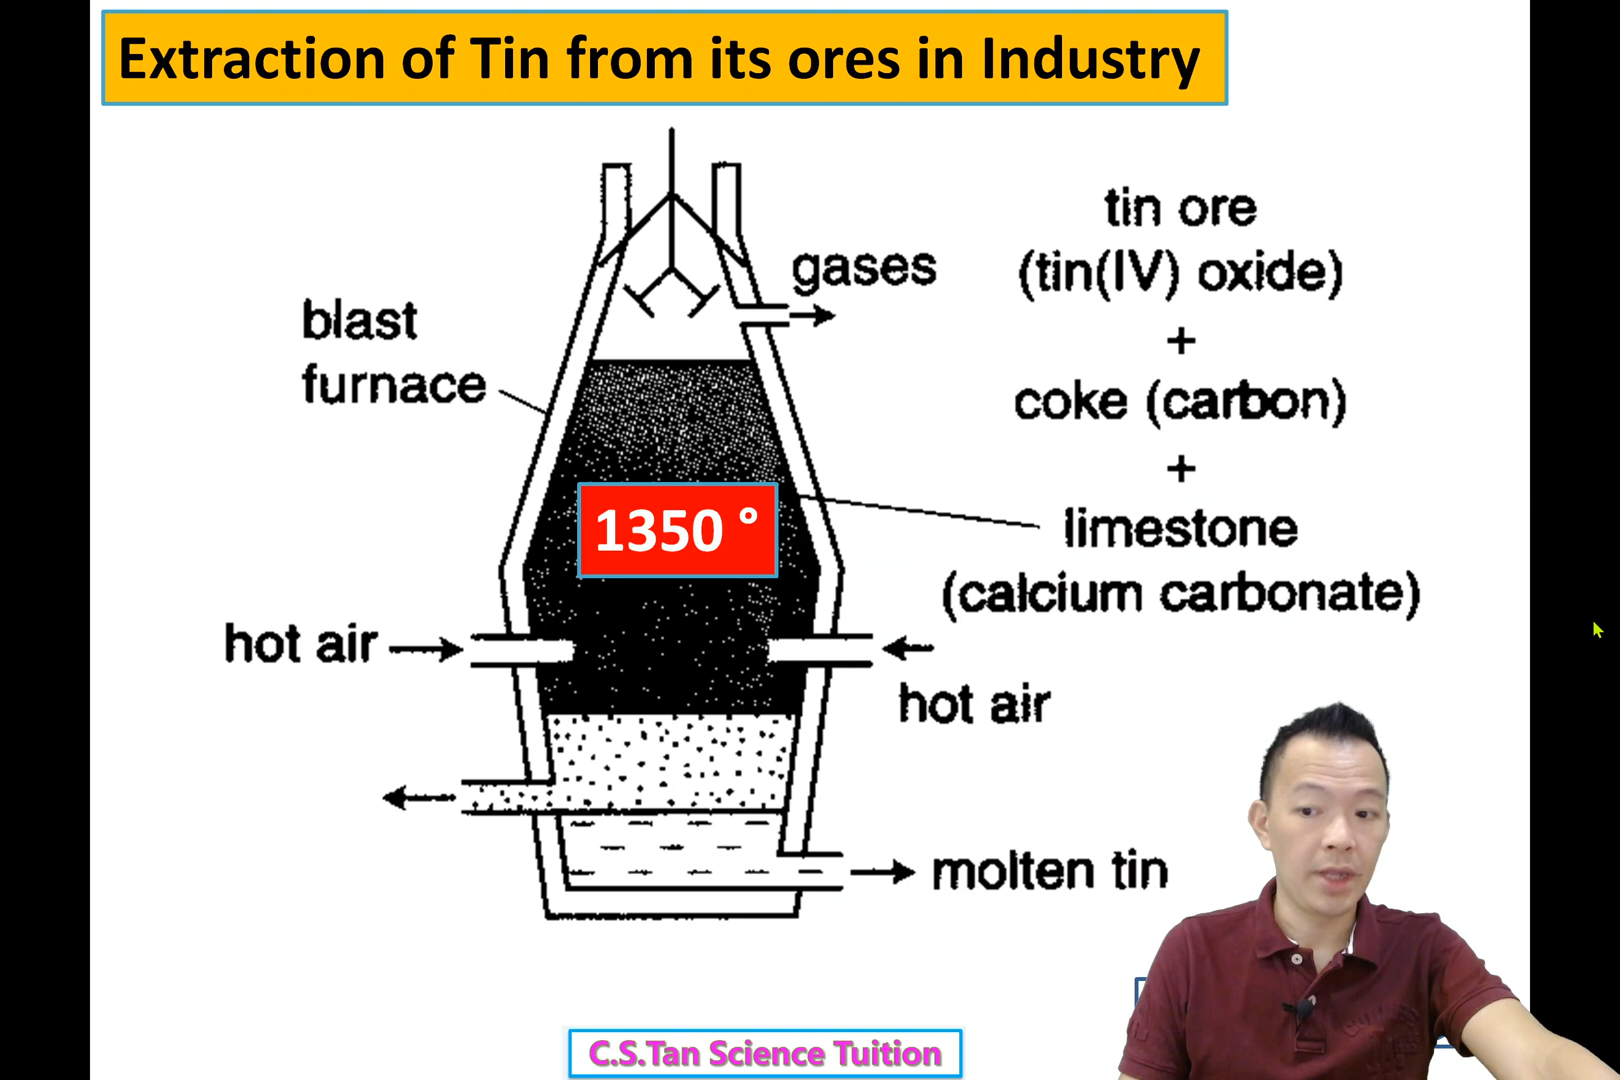 Extraction of Tin from its ores in Industry
tin ore
(tin(IV) oxide)
+
coke (carbon)
+
limestone
(calcium carbonate)
gases
blast
furnace
1350 °
hot air
hot air
molten tin
C.S.Tan Science Tuition